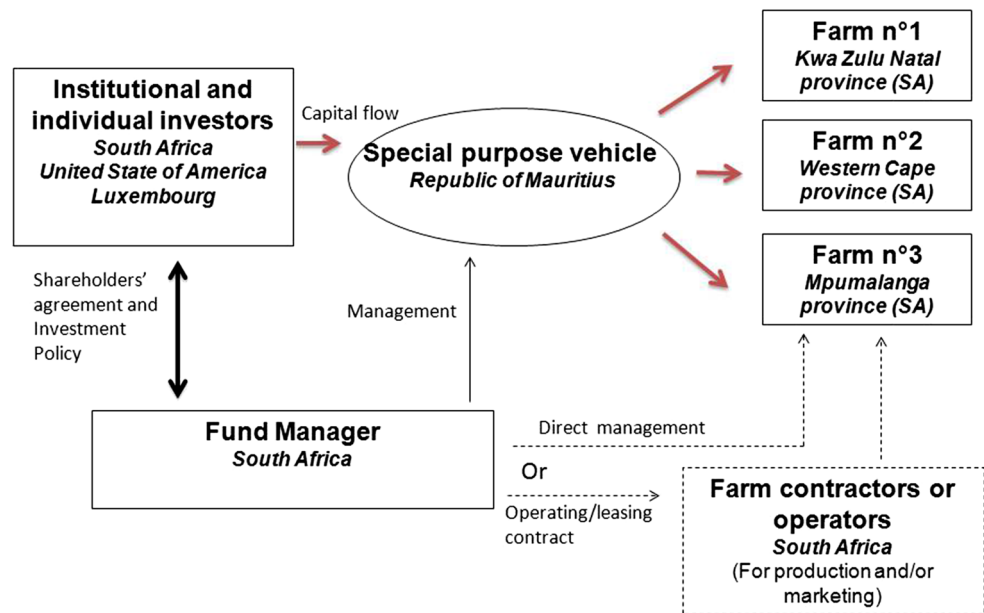 Institutional and
individual investors
South Africa
United State of America
Luxembourg
Capital flow
Special purpose vehicle
Republic of Mauritius
Farm n°1
Kwa Zulu Natal
province (SA)
Farm n°2
Western Cape
province (SA)
Farm n°3
Mpumalanga
province (SA)
Shareholders’
agreement and
Investment
Policy
Management
Fund Manager
South Africa
Direct management
Or
Operating/leasing
contract
Farm contractors or
operators
South Africa
(For production and/or
marketing)